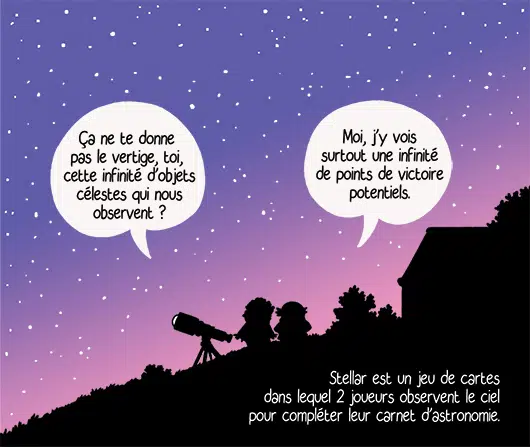 Ça ne te donne
pas le vertige, toi,
cette infinité d'objets
célestes qui nous
observent ?
Moi, j'y vois
surtout une infinité
de points de victoire
potentiels.
Stellar est un jeu de cartes
dans lequel 2 joueurs observent le ciel
pour compléter leur carnet d'astronomie.